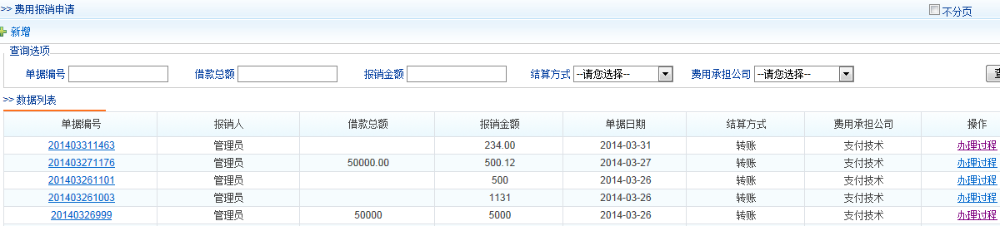 >> 费用报销申请 不分页
新增
查询选项
单据编号 借款总额 报销金额 结算方式 --请您选择-- 费用承担公司 --请您选择--
>> 数据列表
单据编号 报销人 借款总额 报销金额 单据日期 结算方式 费用承担公司 操作
201403311463 管理员 234.00 2014-03-31 转账 支付技术 办理过程
201403271176 管理员 50000.00 500.12 2014-03-27 转账 支付技术 办理过程
201403261101 管理员 500 2014-03-26 转账 支付技术 办理过程
201403261003 管理员 1131 2014-03-26 转账 支付技术 办理过程
20140326999 管理员 50000 5000 2014-03-26 转账 支付技术 办理过程